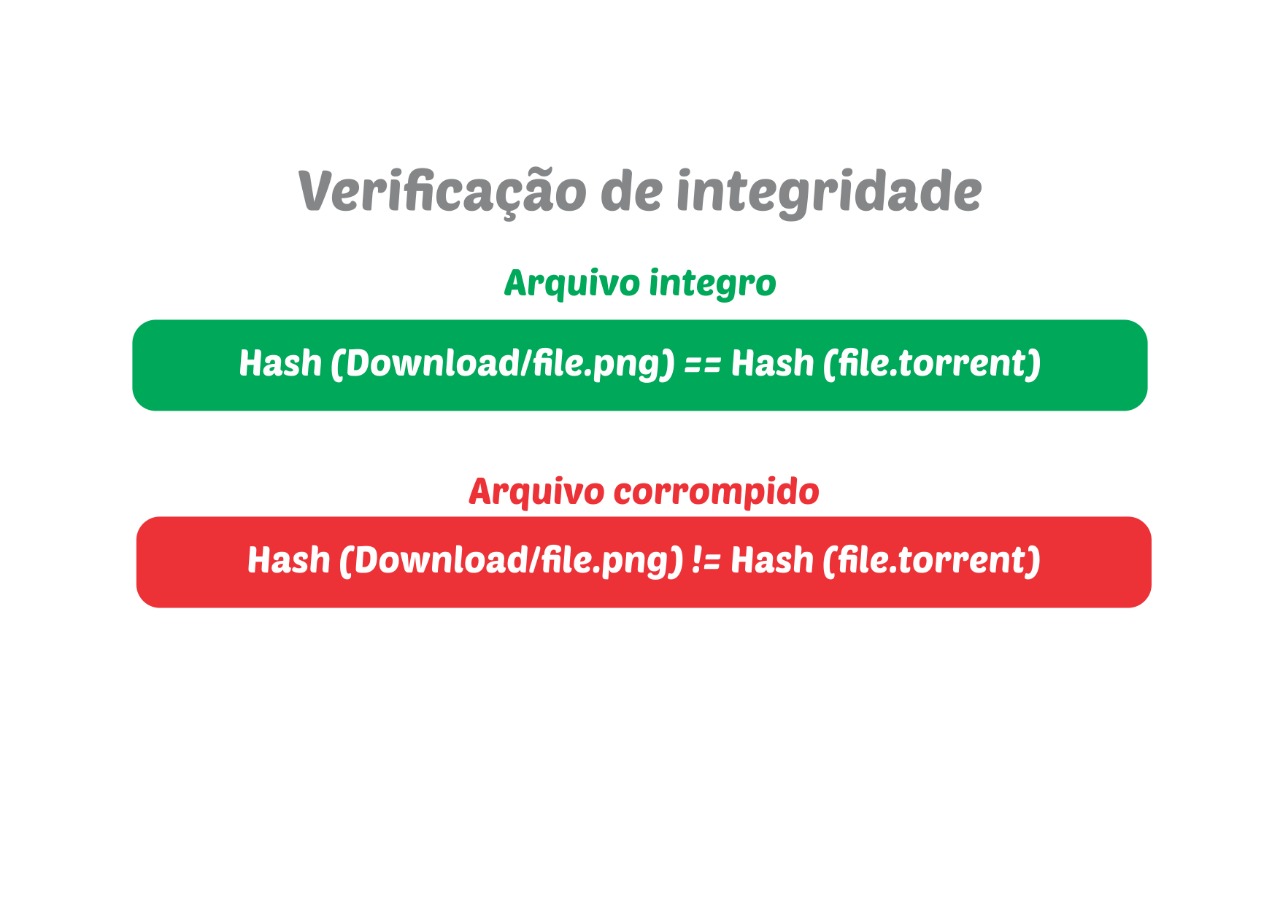 Verificação de integridade
Arquivo integro
Hash (Download/file.png) == Hash (file.torrent)
Arquivo corrompido
Hash (Download/file.png) != Hash (file.torrent)